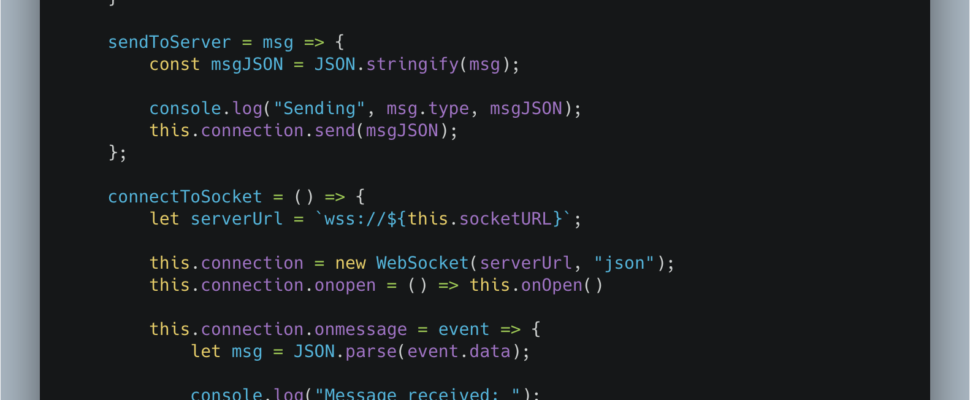 }
sendToServer = msg => {
const msgJSON = JSON.stringify(msg);
console.log("Sending", msg.type, msgJSON);
this.connection.send(msgJSON);
};
connectToSocket = () => {
let serverUrl = `wss://${this.socketURL}`;
this.connection = new WebSocket(serverUrl, "json");
this.connection.onopen = () => this.onOpen()
this.connection.onmessage = event => {
let msg = JSON.parse(event.data);
console.log("Message received: ");